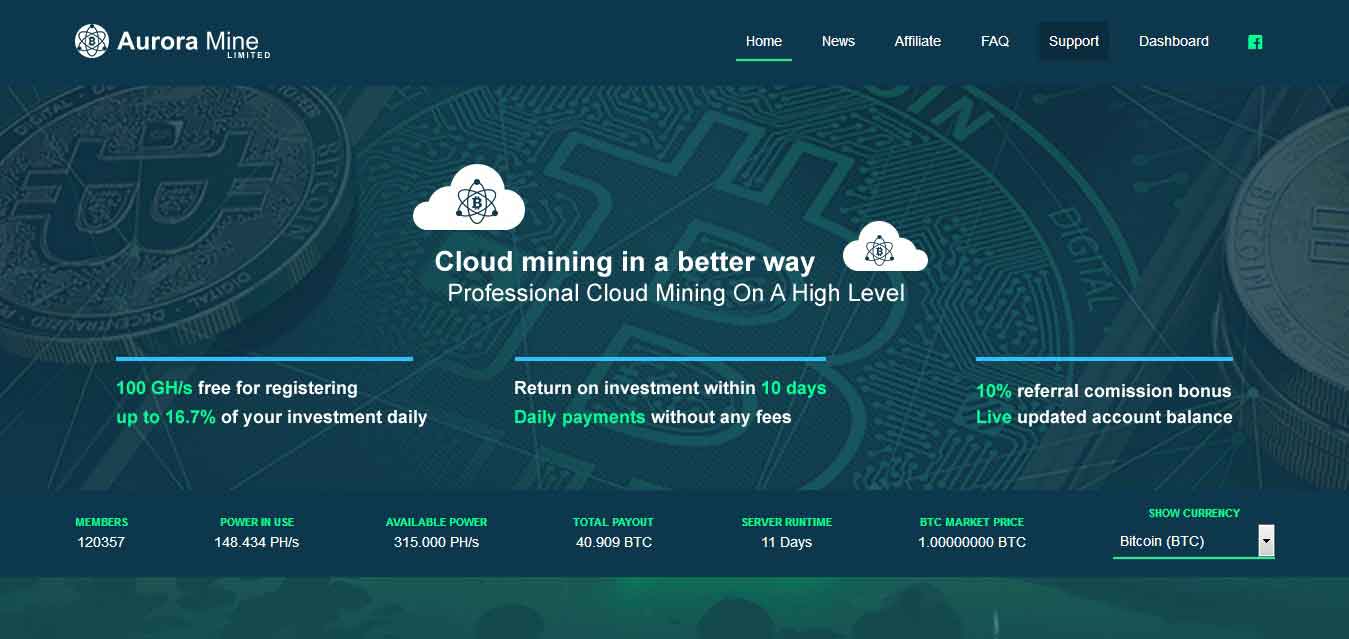 Aurora Mine
LIMITED
Home
News
Affiliate
FAQ
Support
Dashboard
BITCOIN
DIGITAL
DECENTRALIZED
DIGITAL
Cloud mining in a better way
Professional Cloud Mining On A High Level
100 GH/s free for registering
up to 16.7% of your investment daily
Return on investment within 10 days
Daily payments without any fees
10% referral comission bonus
Live updated account balance
MEMBERS
120357
POWER IN USE
148.434 PH/s
AVAILABLE POWER
315.000 PH/s
TOTAL PAYOUT
40.909 BTC
SERVER RUNTIME
11 Days
BTC MARKET PRICE
1.00000000 BTC
SHOW CURRENCY
Bitcoin (BTC)